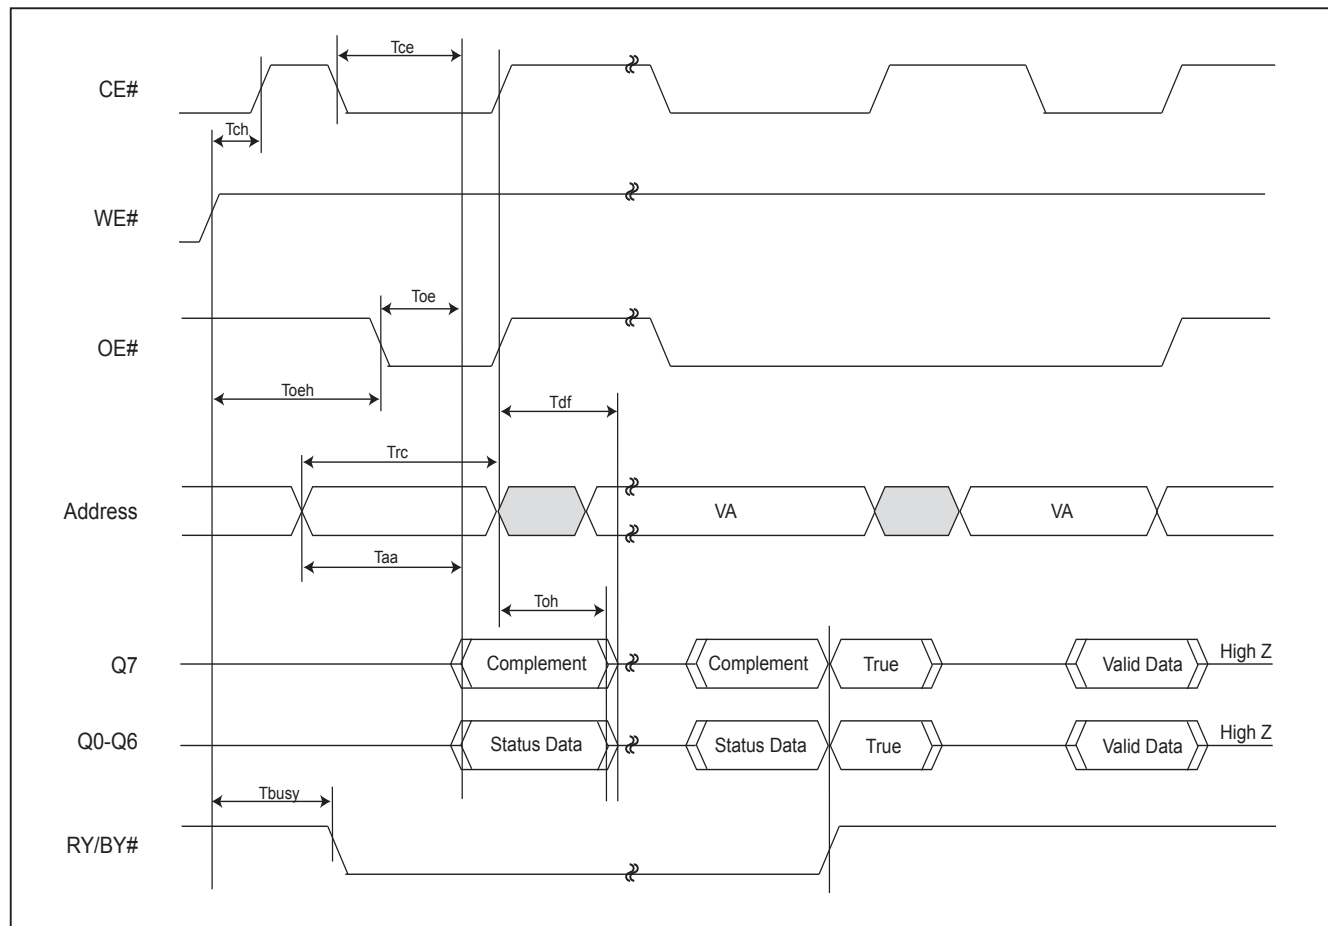 Tce
CE#
Tch
WE#
Toe
OE#
Toeh
Tdf
Trc
Address
VA
VA
Taa
Toh
Q7
Complement
Complement
True
Valid Data
High Z
Q0-Q6
Status Data
Status Data
True
Valid Data
High Z
Tbusy
RY/BY#